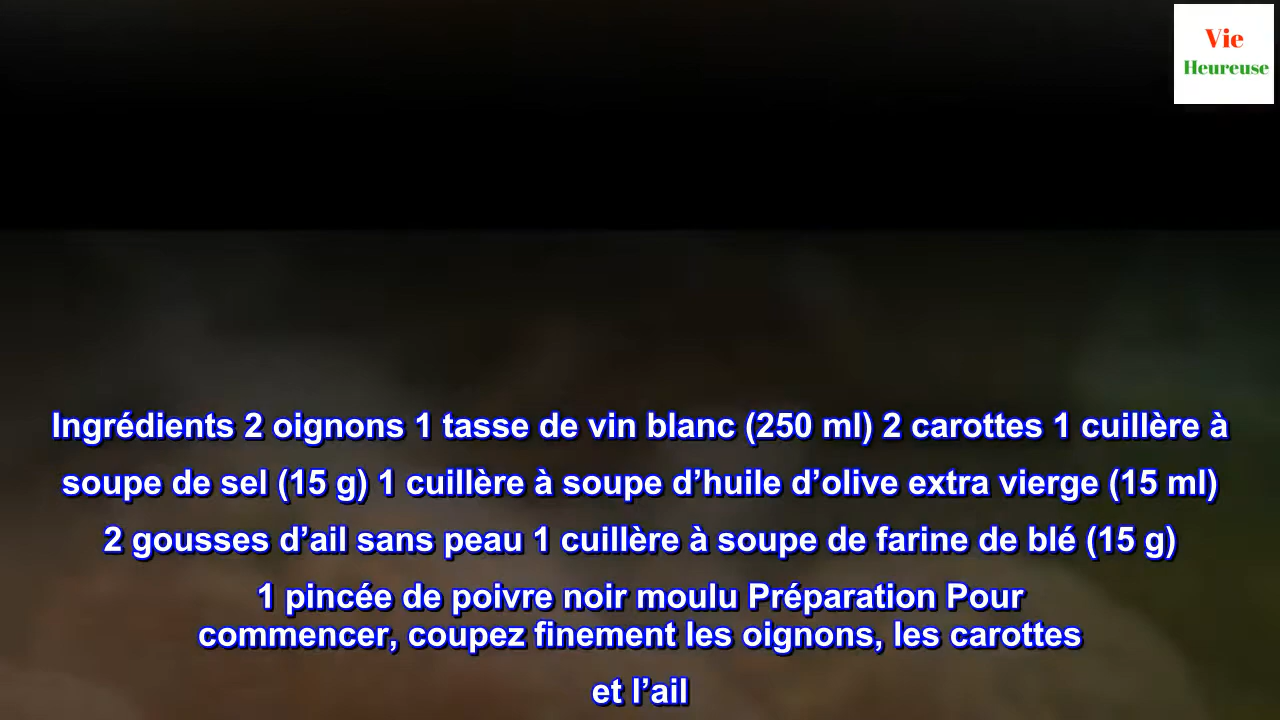 Vie
Heureuse
Ingrédients 2 oignons 1 tasse de vin blanc (250 ml) 2 carottes 1 cuillère à
soupe de sel (15 g) 1 cuillère à soupe d’huile d’olive extra vierge (15 ml)
2 gousses d’ail sans peau 1 cuillère à soupe de farine de blé (15 g)
1 pincée de poivre noir moulu Préparation Pour
commencer, coupez finement les oignons, les carottes
et l’ail